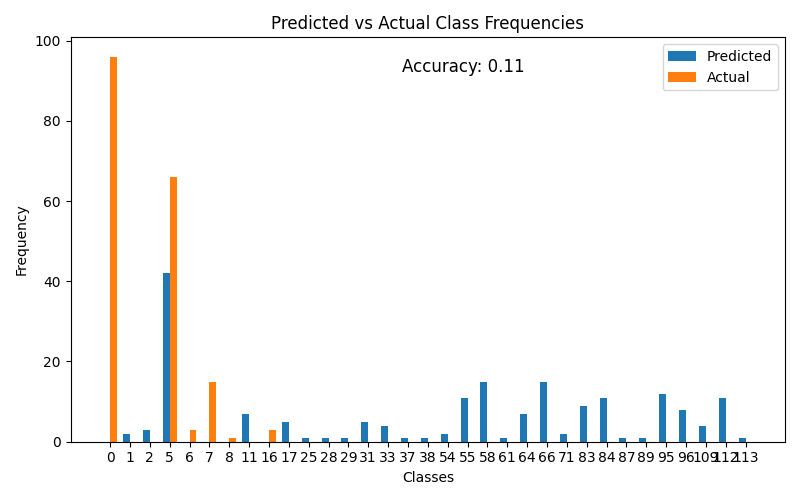 Predicted vs Actual Class Frequencies
Accuracy: 0.11
Predicted
Actual
Frequency
100
80
60
40
20
0
0 1 2 5 6 7 8 11 16 17 25 28 29 31 33 37 38 54 55 58 61 64 66 71 83 84 87 89 95 96 109 112 113
Classes